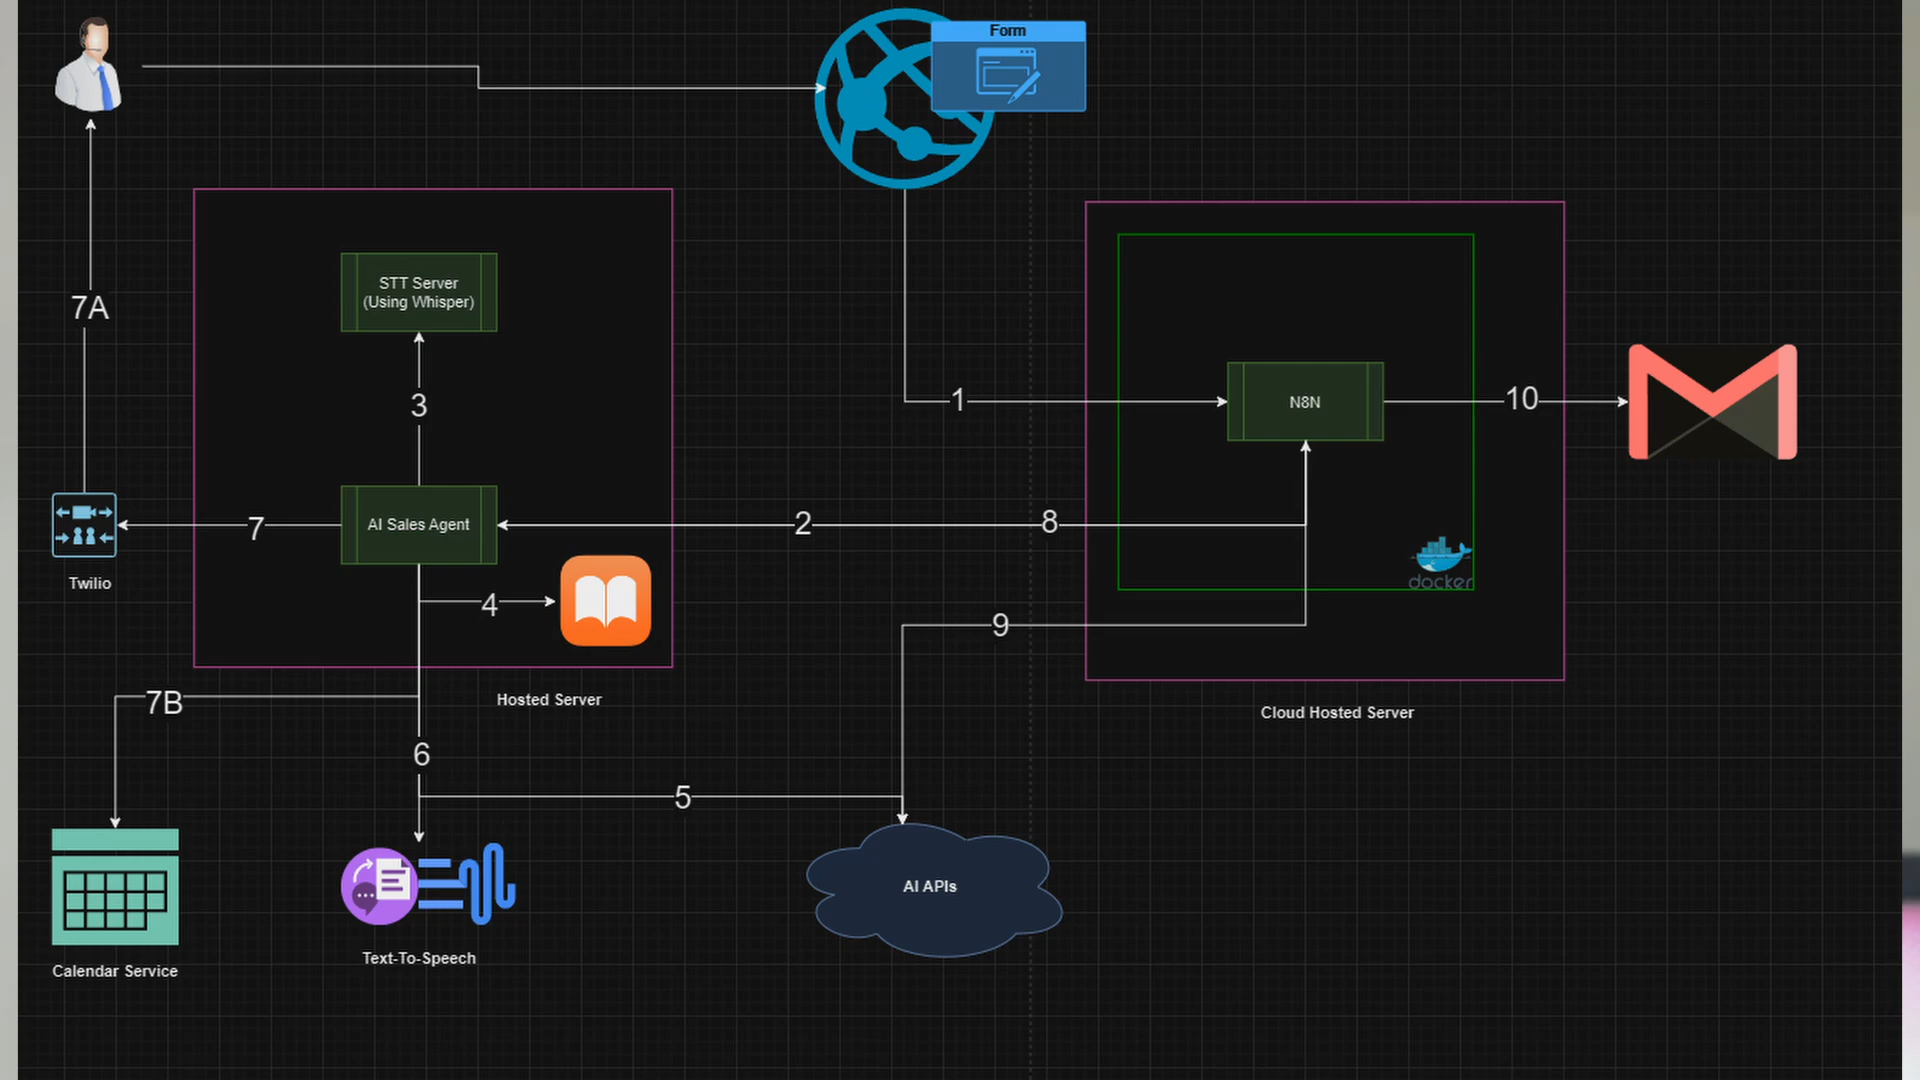 Form
STT Server
(Using Whisper)
7A
3
1
N8N
10
7
AI Sales Agent
2
8
Twilio
docker
4
9
7B
Hosted Server
Cloud Hosted Server
6
5
AI APIs
Text-To-Speech
Calendar Service